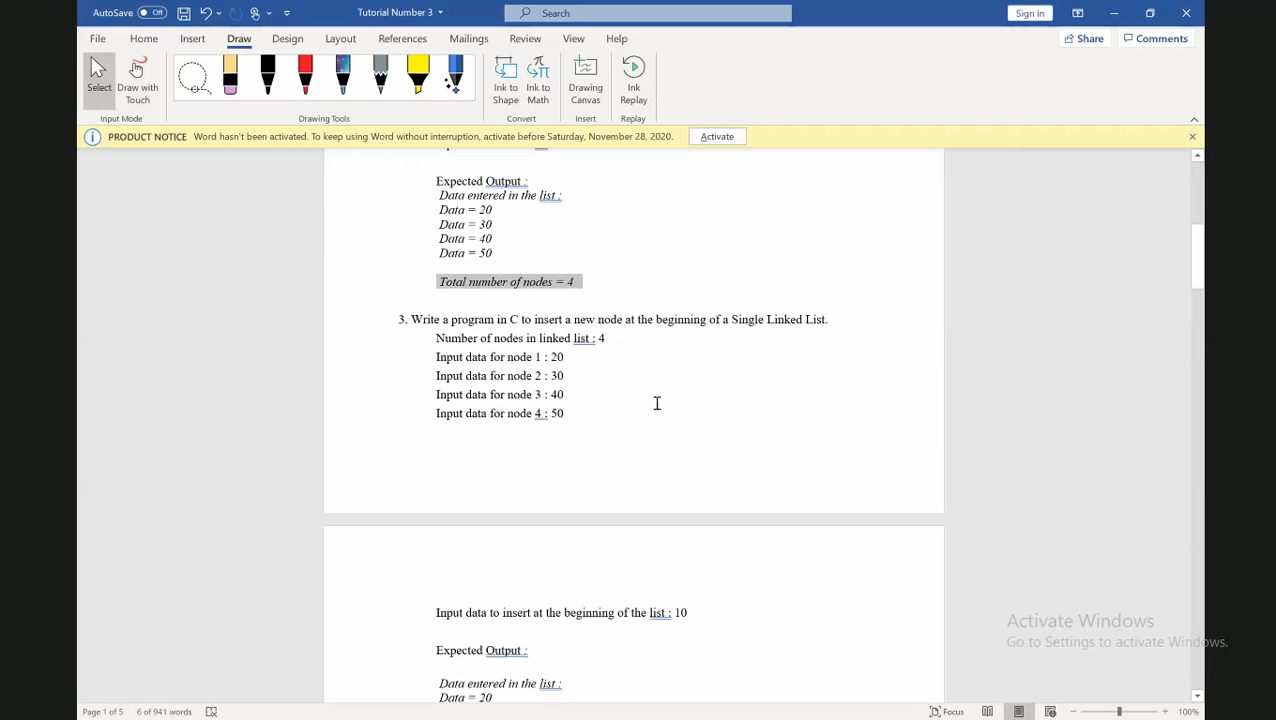 AutoSave Off Tutorial Number 3 Search Sign in
File Home Insert Draw Design Layout References Mailings Review View Help Share Comments
Select Draw with Touch Ink to Shape Ink to Math Drawing Canvas Ink Replay
Input Mode Drawing Tools Convert Insert Replay
PRODUCT NOTICE Word hasn't been activated. To keep using Word without interruption, activate before Saturday, November 28, 2020. Activate
Expected Output :
Data entered in the list :
Data = 20
Data = 30
Data = 40
Data = 50
Total number of nodes = 4
3. Write a program in C to insert a new node at the beginning of a Single Linked List.
Number of nodes in linked list : 4
Input data for node 1 : 20
Input data for node 2 : 30
Input data for node 3 : 40
Input data for node 4 : 50
Input data to insert at the beginning of the list : 10
Expected Output :
Data entered in the list :
Data = 20
Activate Windows
Go to Settings to activate Windows.
Page 1 of 5 6 of 941 words Focus 100%